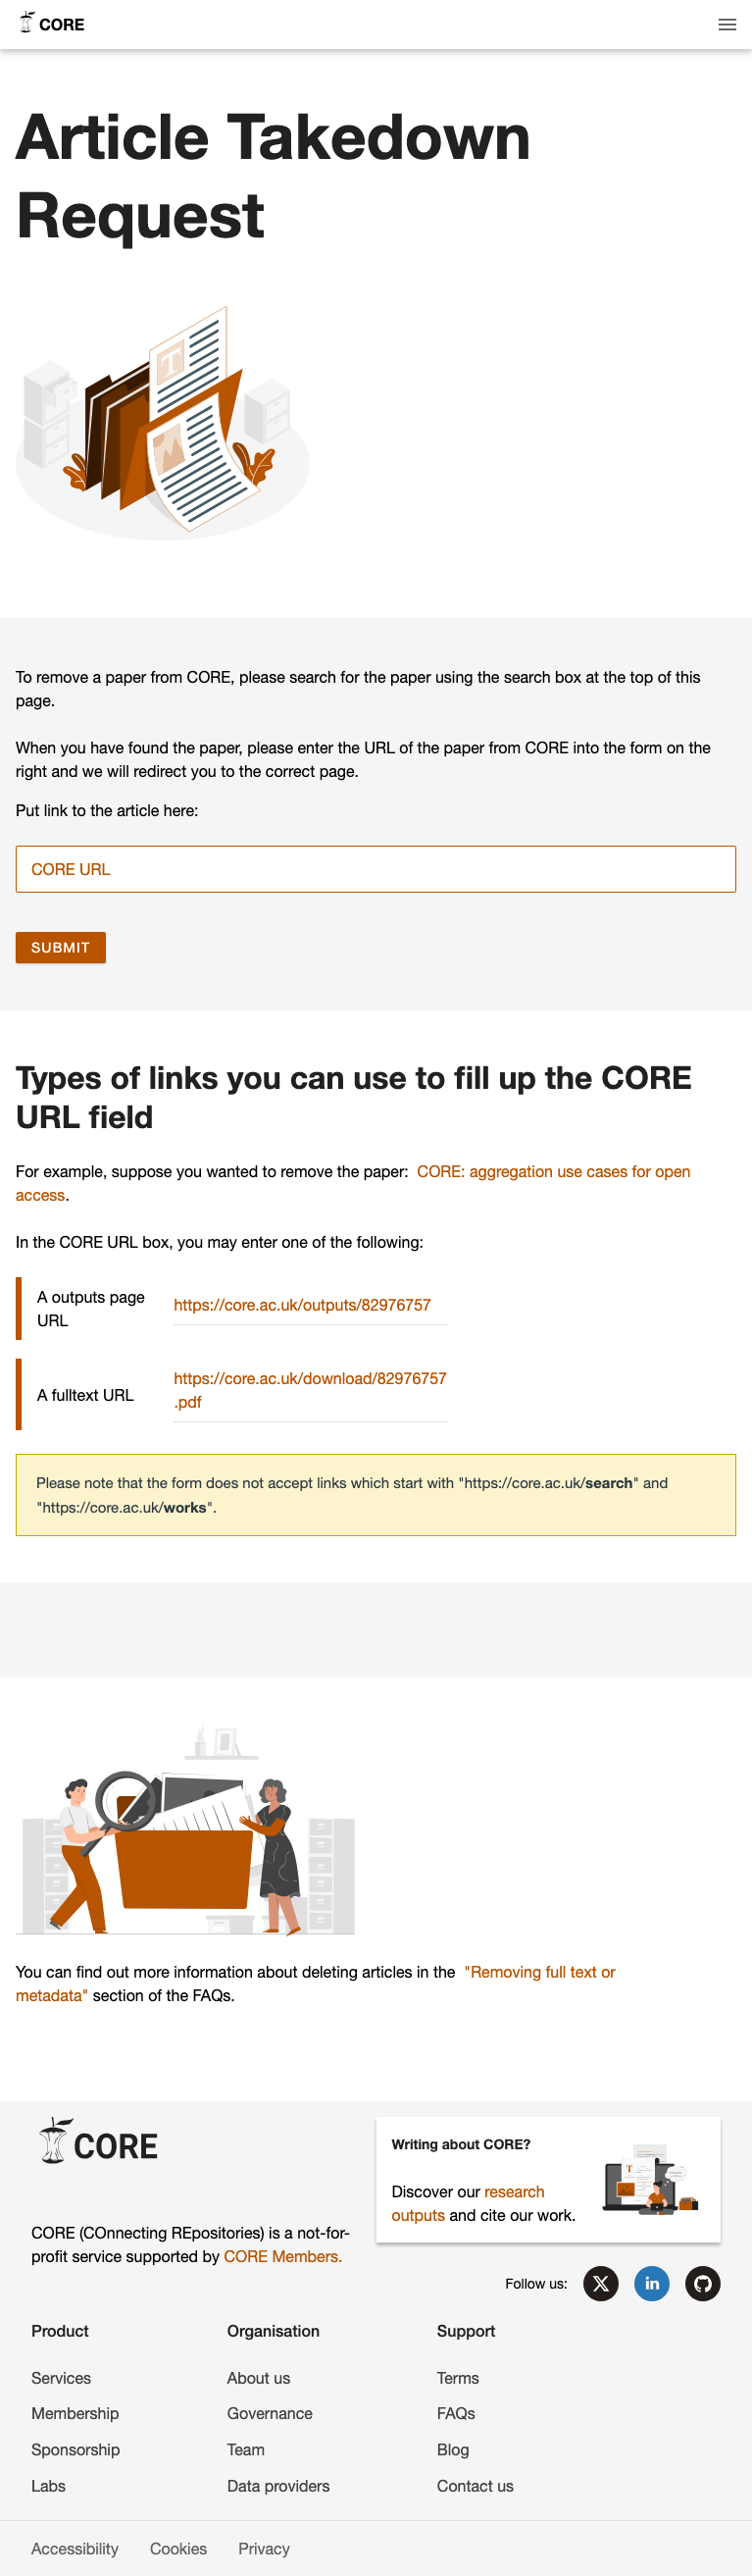 CORE
Article Takedown
Request
To remove a paper from CORE, please search for the paper using the search box at the top of this
page.
When you have found the paper, please enter the URL of the paper from CORE into the form on the
right and we will redirect you to the correct page.
Put link to the article here:
CORE URL
SUBMIT
Types of links you can use to fill up the CORE
URL field
For example, suppose you wanted to remove the paper: CORE: aggregation use cases for open
access.
In the CORE URL box, you may enter one of the following:
A outputs page
URL
https://core.ac.uk/outputs/82976757
A fulltext URL
https://core.ac.uk/download/82976757
.pdf
Please note that the form does not accept links which start with "https://core.ac.uk/search" and
"https://core.ac.uk/works".
You can find out more information about deleting articles in the "Removing full text or
metadata" section of the FAQs.
CORE
CORE (COnnecting REpositories) is a not-for-
profit service supported by CORE Members.
Writing about CORE?
Discover our research
outputs and cite our work.
Follow us:
Product
Services
Membership
Sponsorship
Labs
Organisation
About us
Governance
Team
Data providers
Support
Terms
FAQs
Blog
Contact us
Accessibility Cookies Privacy